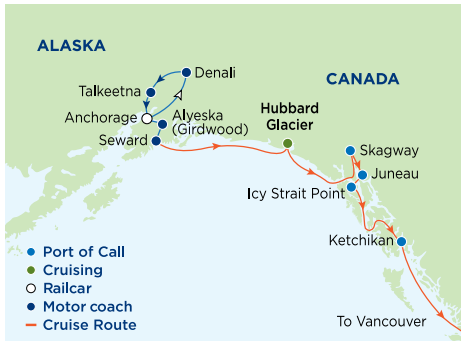 ALASKA
Denali
CANADA
Talkeetna
Hubbard
Glacier
Anchorage
Alyeska
(Girdwood)
Seward
Skagway
Juneau
Icy Strait Point
Ketchikan
Port of Call
Cruising
Railcar
Motor coach
Cruise Route
To Vancouver